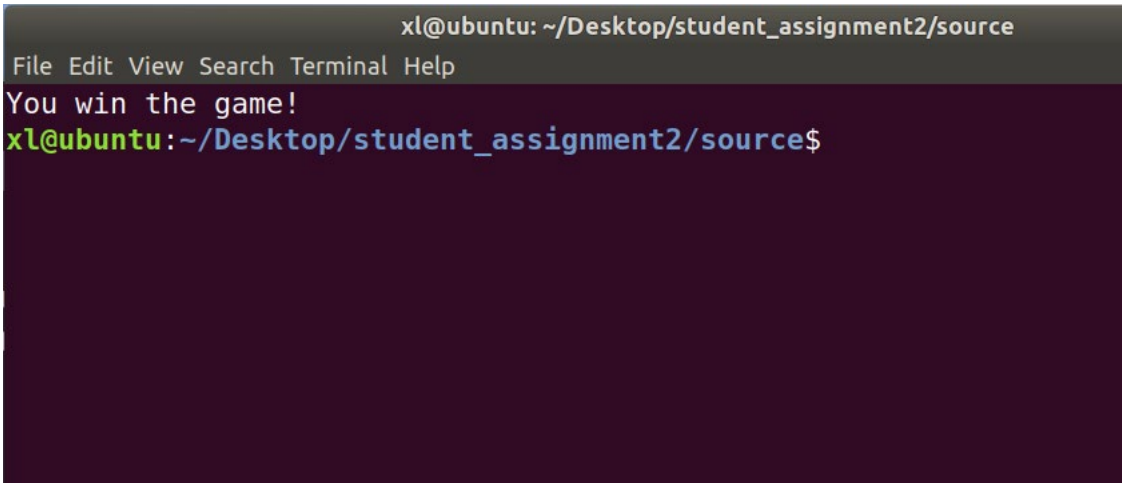 xl@ubuntu: ~/Desktop/student_assignment2/source
File Edit View Search Terminal Help
You win the game!
xl@ubuntu:~/Desktop/student_assignment2/source$